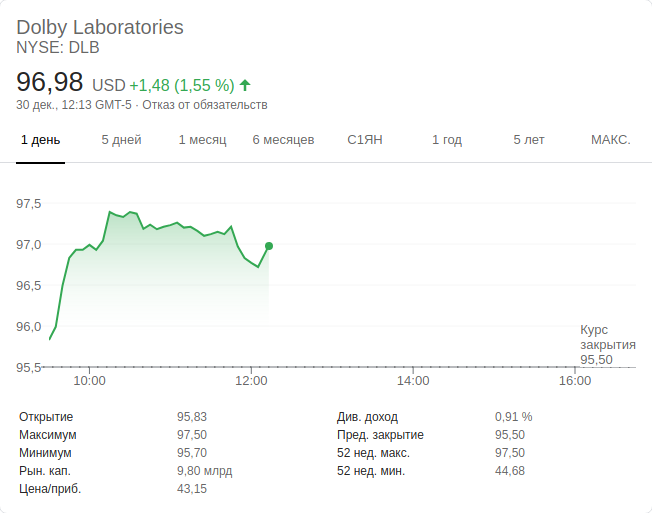 Dolby Laboratories
NYSE: DLB
96,98 USD +1,48 (1,55 %)
30 дек., 12:13 GMT-5 · Отказ от обязательств
1 день 5 дней 1 месяц 6 месяцев С1ЯН 1 год 5 лет МАКС.
97,5
97,0
96,5
96,0
Курс
закрытия
95,50
95,5
10:00 12:00 14:00 16:00
Открытие 95,83 Див. доход 0,91 %
Максимум 97,50 Пред. закрытие 95,50
Минимум 95,70 52 нед. макс. 97,50
Рын. кап. 9,80 млрд 52 нед. мин. 44,68
Цена/приб. 43,15